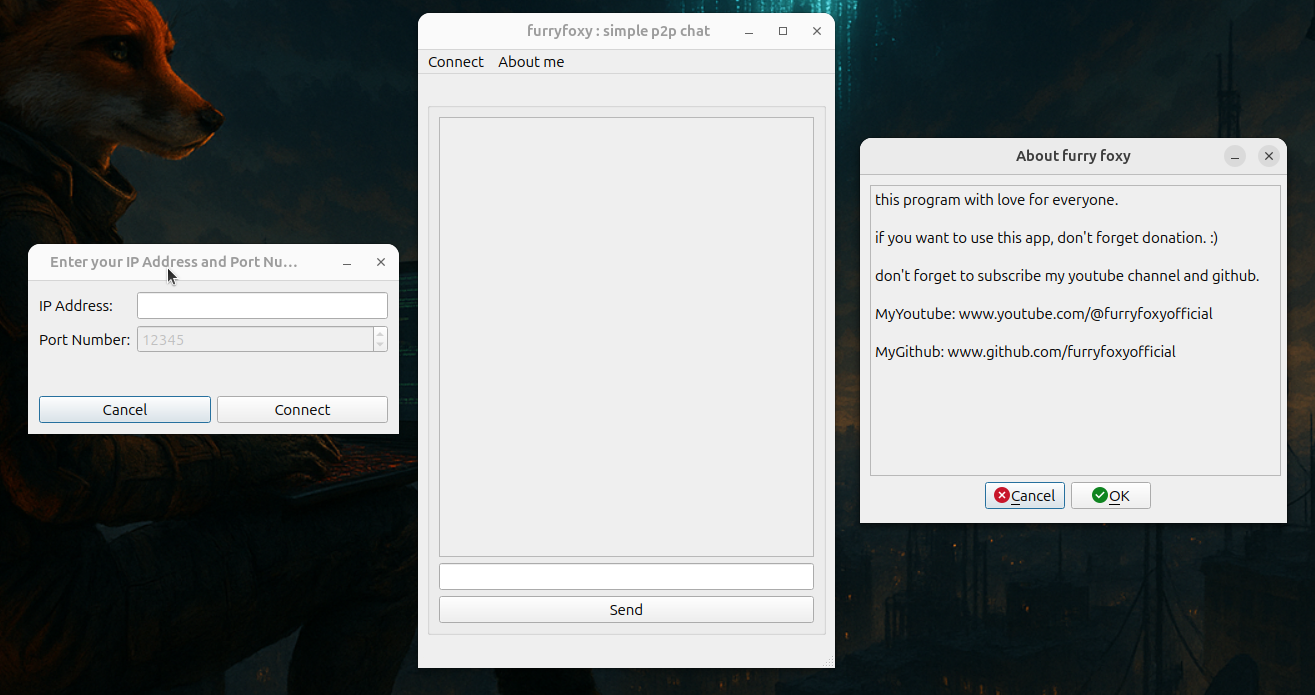 furryfoxy : simple p2p chat
Connect About me
Send
Enter your IP Address and Port Nu...
IP Address:
Port Number: 12345
Cancel Connect
About furry foxy
this program with love for everyone.
if you want to use this app, don't forget donation. :)
don't forget to subscribe my youtube channel and github.
MyYoutube: www.youtube.com/@furryfoxyofficial
MyGithub: www.github.com/furryfoxyofficial
Cancel OK